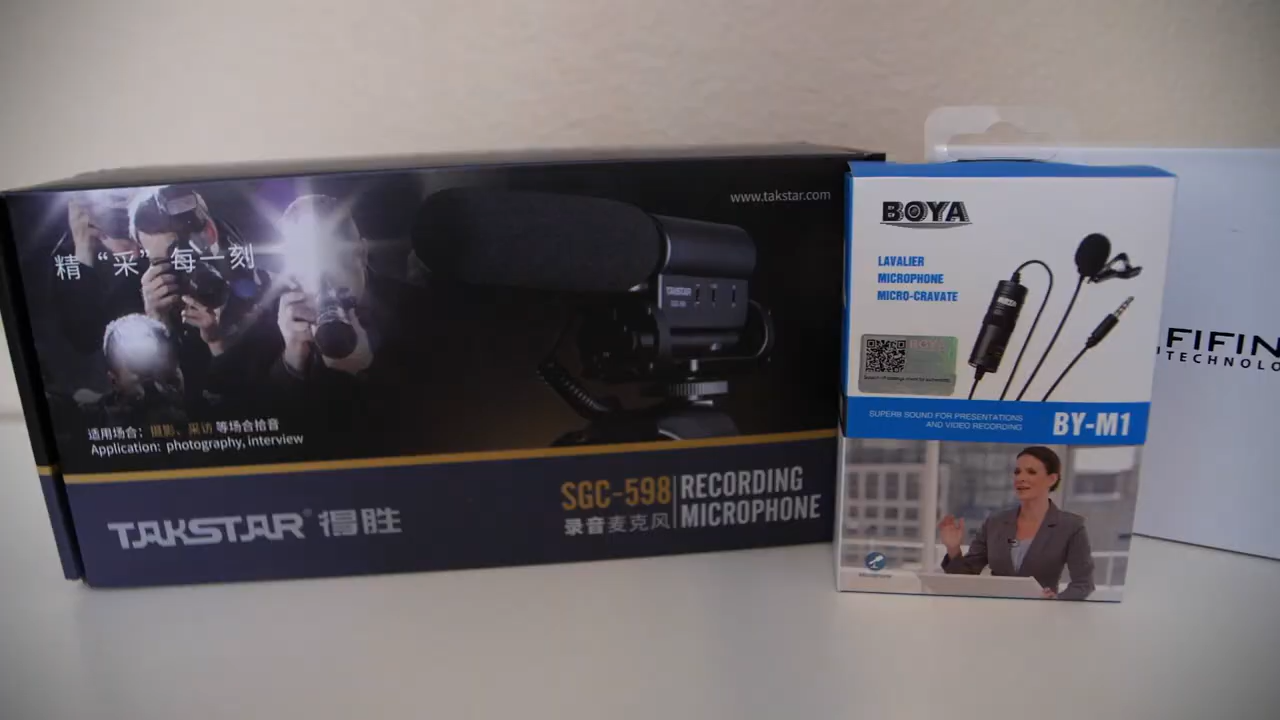 www.takstar.com
精“采”每一刻
TAKSTAR
适用场合：摄影、采访等场合拾音
Application: photography, interview
TAKSTAR 得胜
SGC-598 RECORDING MICROPHONE
录音麦克风
BOYA
LAVALIER
MICROPHONE
MICRO-CRAVATE
BOYA
SUPERB SOUND FOR PRESENTATIONS
AND VIDEO RECORDING
BY-M1
FIFIN
TECHNOLO